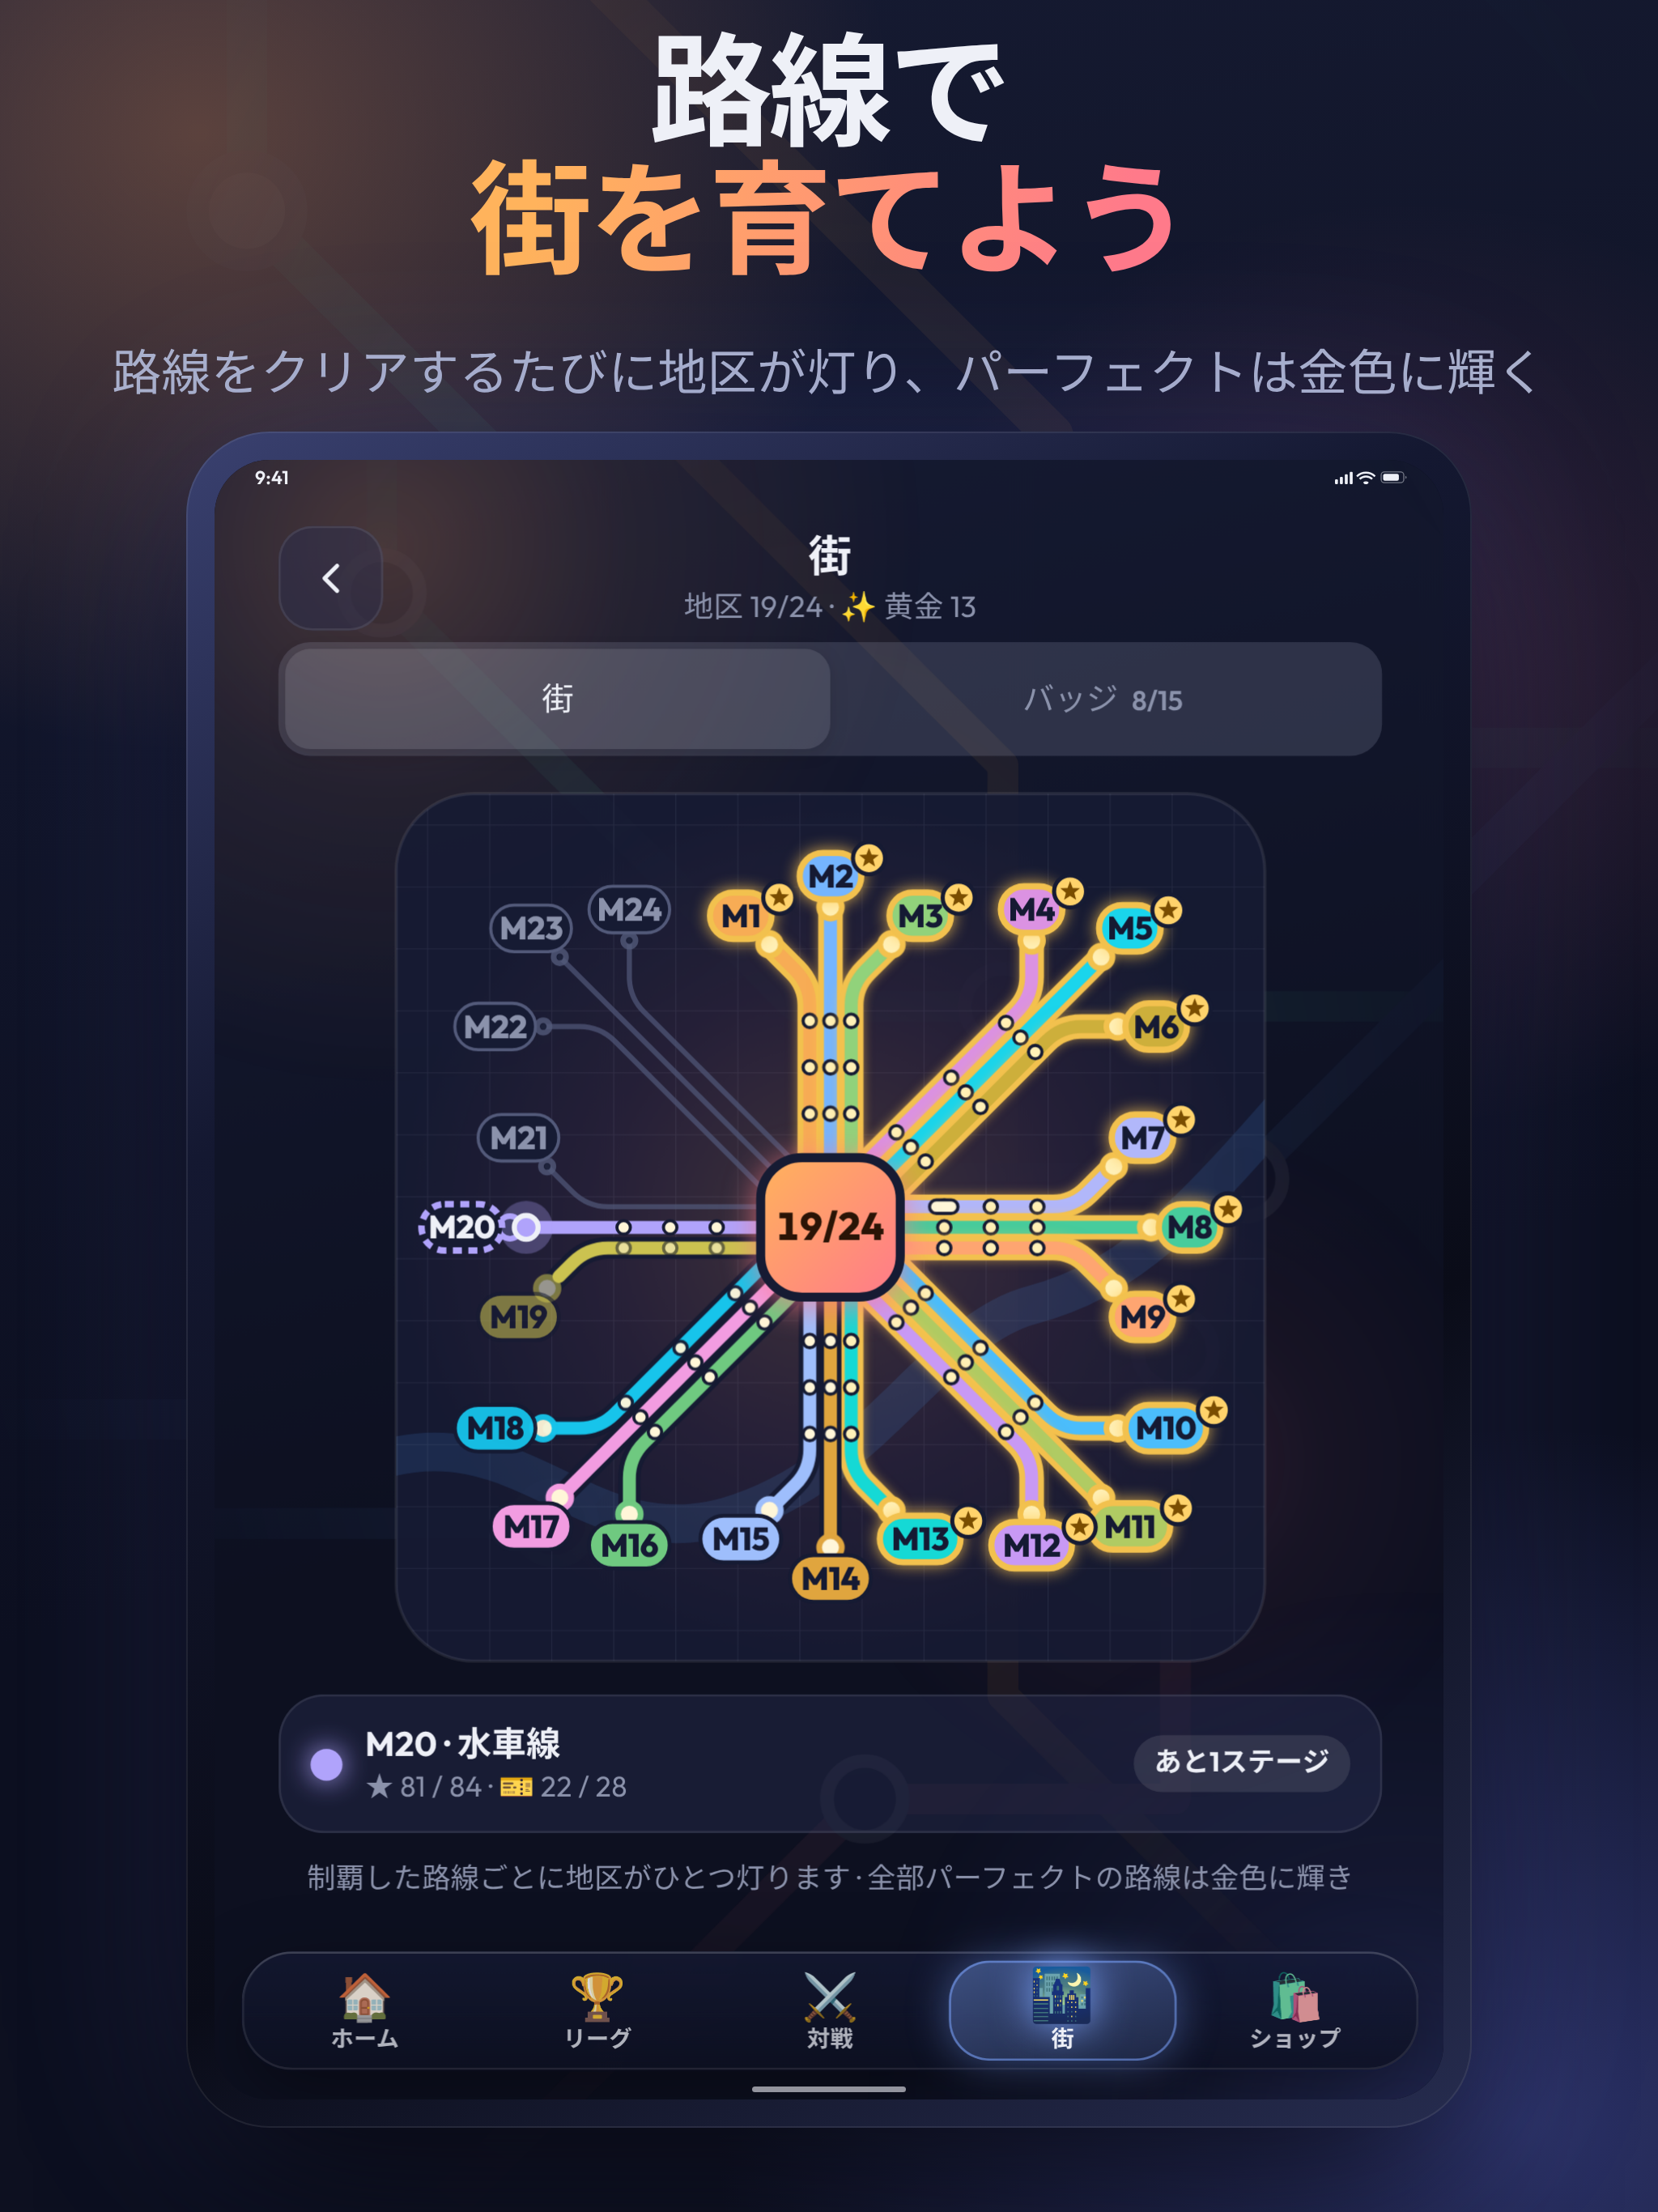 路線で
街を育てよう
路線をクリアするたびに地区が灯り、パーフェクトは金色に輝く
9:41
街
地区 19/24・✨ 黄金 13
街
バッジ 8/15
M2
M1
M3
M4
M24
M23
M5
M22
M6
M21
M7
M20
19/24
M8
M19
M9
M18
M10
M17
M16
M15
M13
M12
M11
M14
M20・水車線
★ 81 / 84・🎫 22 / 28
あと1ステージ
制覇した路線ごとに地区がひとつ灯ります・全部パーフェクトの路線は金色に輝き
ホーム
リーグ
対戦
街
ショップ